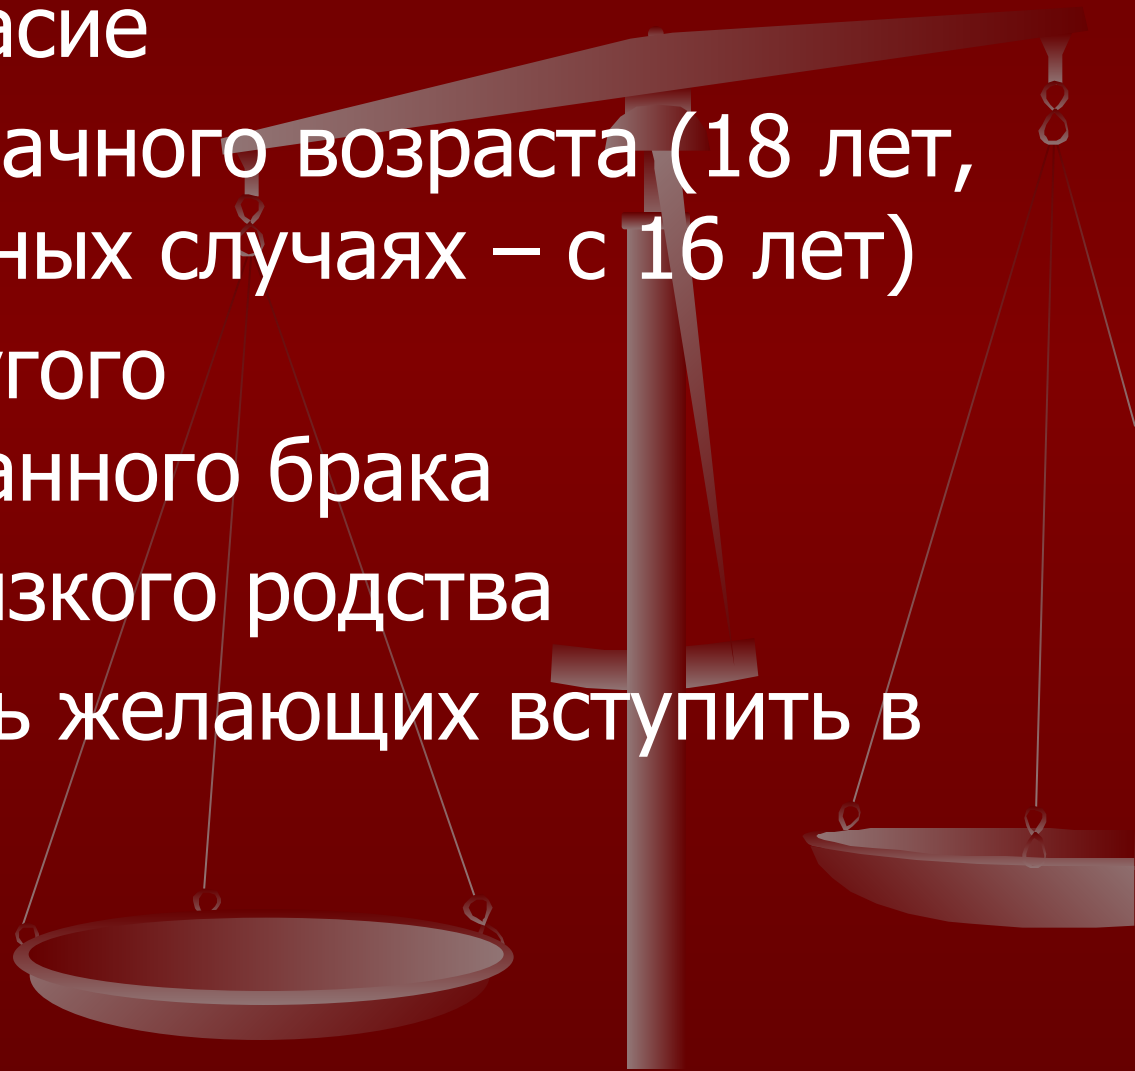 асие
ачного возраста (18 лет,
ных случаях – с 16 лет)
угого
анного брака
изкого родства
ь желающих вступить в